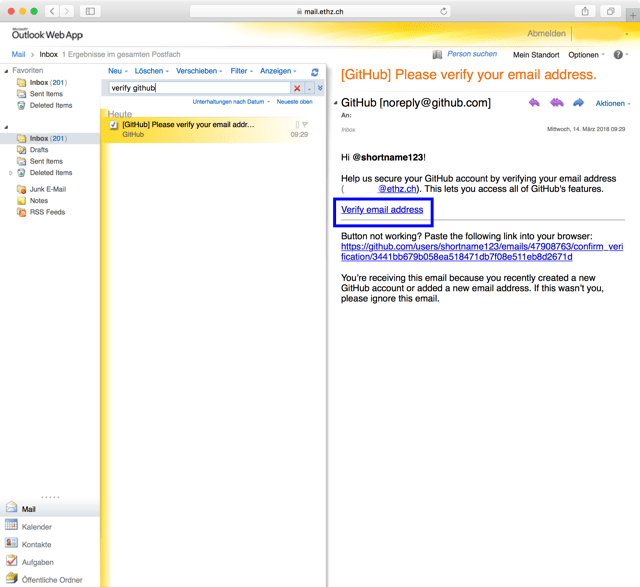 mail.ethz.ch
Microsoft
Outlook Web App
Abmelden
Mail › Inbox 1 Ergebnisse im gesamten Postfach
Person suchen Mein Standort Optionen
Favoriten
Inbox (201)
Sent Items
Deleted Items
Inbox (201)
Drafts
Sent Items
Deleted Items
Junk E-Mail
Notes
RSS Feeds
Mail
Kalender
Kontakte
Aufgaben
Öffentliche Ordner
Neu Löschen Verschieben Filter Anzeigen
verify github
Unterhaltungen nach Datum Neueste oben
Heute
[GitHub] Please verify your email addr…
GitHub 09:29
[GitHub] Please verify your email address.
GitHub [noreply@github.com]
Aktionen
An:
Inbox Mittwoch, 14. März 2018 09:29
Hi @shortname123!
Help us secure your GitHub account by verifying your email address
( @ethz.ch). This lets you access all of GitHub's features.
Verify email address
Button not working? Paste the following link into your browser:
https://github.com/users/shortname123/emails/47908763/confirm_veri
fication/3441bb679b058ea518471db7f08e511eb8d2671d
You're receiving this email because you recently created a new
GitHub account or added a new email address. If this wasn't you,
please ignore this email.